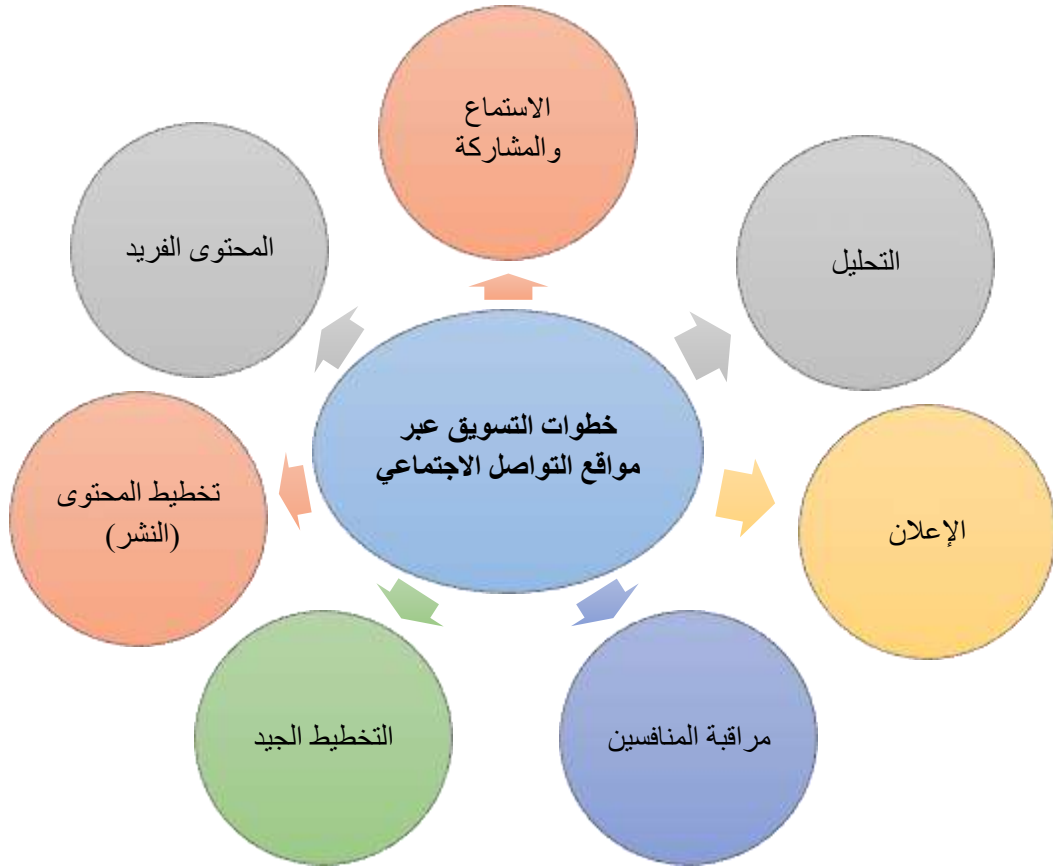 الاستماع
والمشاركة
التحليل
المحتوى الفريد
خطوات التسويق عبر
مواقع التواصل الاجتماعي
الإعلان
تخطيط المحتوى
(النشر)
مراقبة المنافسين
التخطيط الجيد